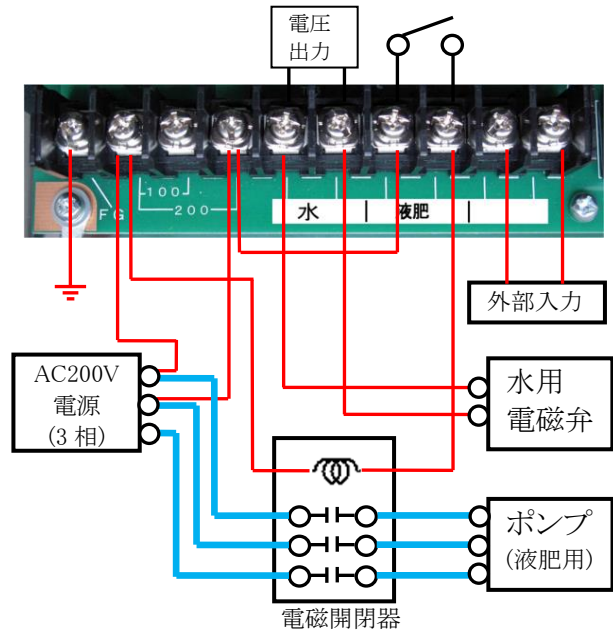 電圧
出力
FG
100
200
水
液肥
外部入力
AC200V
電源
(3 相)
水用
電磁弁
ポンプ
(液肥用)
電磁開閉器